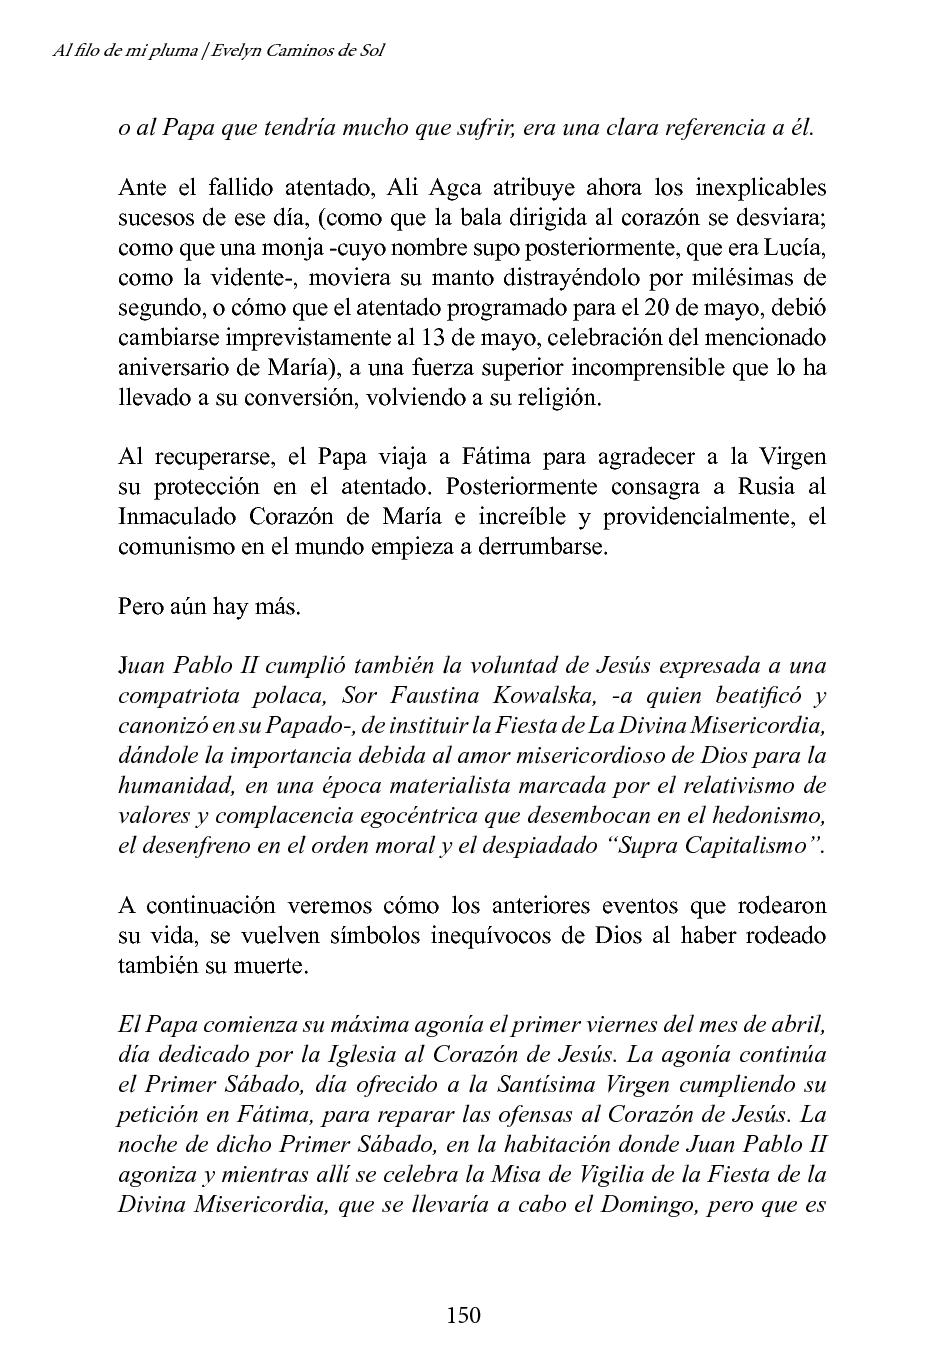 Al filo de mi pluma | Evelyn Caminos de Sol
o al Papa que tendría mucho que sufrir, era una clara referencia a él.
Ante el fallido atentado, Ali Agca atribuye ahora los inexplicables
sucesos de ese día, (como que la bala dirigida al corazón se desviara;
como que una monja -cuyo nombre supo posteriormente, que era Lucía,
como la vidente-, moviera su manto distrayéndolo por milésimas de
segundo, o cómo que el atentado programado para el 20 de mayo, debió
cambiarse imprevistamente al 13 de mayo, celebración del mencionado
aniversario de María), a una fuerza superior incomprensible que lo ha
llevado a su conversión, volviendo a su religión.
Al recuperarse, el Papa viaja a Fátima para agradecer a la Virgen
su protección en el atentado. Posteriormente consagra a Rusia al
Inmaculado Corazón de María e increíble y providencialmente, el
comunismo en el mundo empieza a derrumbarse.
Pero aún hay más.
Juan Pablo II cumplió también la voluntad de Jesús expresada a una
compatriota polaca, Sor Faustina Kowalska, -a quien beatificó y
canonizó en su Papado-, de instituir la Fiesta de La Divina Misericordia,
dándole la importancia debida al amor misericordioso de Dios para la
humanidad, en una época materialista marcada por el relativismo de
valores y complacencia egocéntrica que desembocan en el hedonismo,
el desenfreno en el orden moral y el despiadado “Supra Capitalismo”.
A continuación veremos cómo los anteriores eventos que rodearon
su vida, se vuelven símbolos inequívocos de Dios al haber rodeado
también su muerte.
El Papa comienza su máxima agonía el primer viernes del mes de abril,
día dedicado por la Iglesia al Corazón de Jesús. La agonía continúa
el Primer Sábado, día ofrecido a la Santísima Virgen cumpliendo su
petición en Fátima, para reparar las ofensas al Corazón de Jesús. La
noche de dicho Primer Sábado, en la habitación donde Juan Pablo II
agoniza y mientras allí se celebra la Misa de Vigilia de la Fiesta de la
Divina Misericordia, que se llevaría a cabo el Domingo, pero que es
150